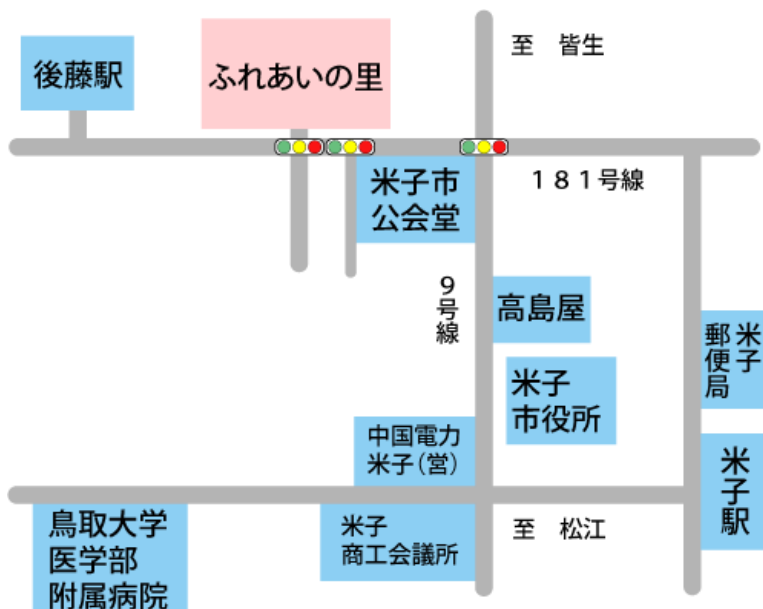 後藤駅
ふれあいの里
至　皆生
米子市
公会堂
１８１号線
9号線
高島屋
米子
郵便局
米子
市役所
中国電力
米子（営）
米子駅
鳥取大学
医学部
附属病院
米子
商工会議所
至　松江